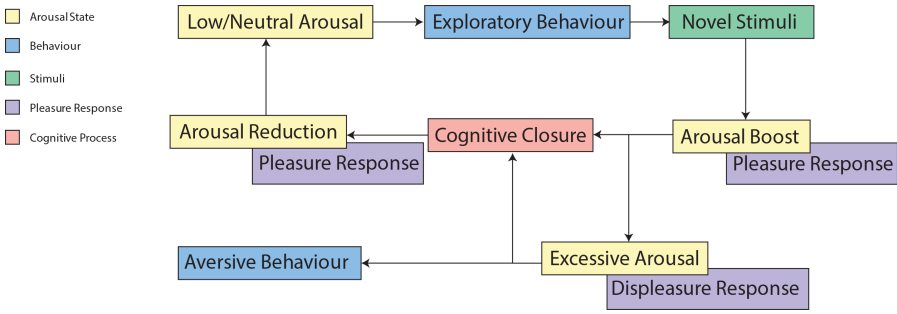 Arousal State
Behaviour
Stimuli
Pleasure Response
Cognitive Process
Low/Neutral Arousal
Exploratory Behaviour
Novel Stimuli
Arousal Reduction
Pleasure Response
Cognitive Closure
Arousal Boost
Pleasure Response
Aversive Behaviour
Excessive Arousal
Displeasure Response